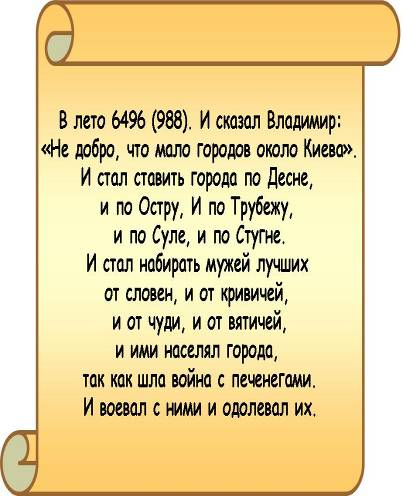 В лето 6496 (988). И сказал Владимир:
«Не добро, что мало городов около Киева».
И стал ставить города по Десне,
и по Остру, И по Трубежу,
и по Суле, и по Стугне.
И стал набирать мужей лучших
от словен, и от кривичей,
и от чуди, и от вятичей,
и ими населял города,
так как шла война с печенегами.
И воевал с ними и одолевал их.